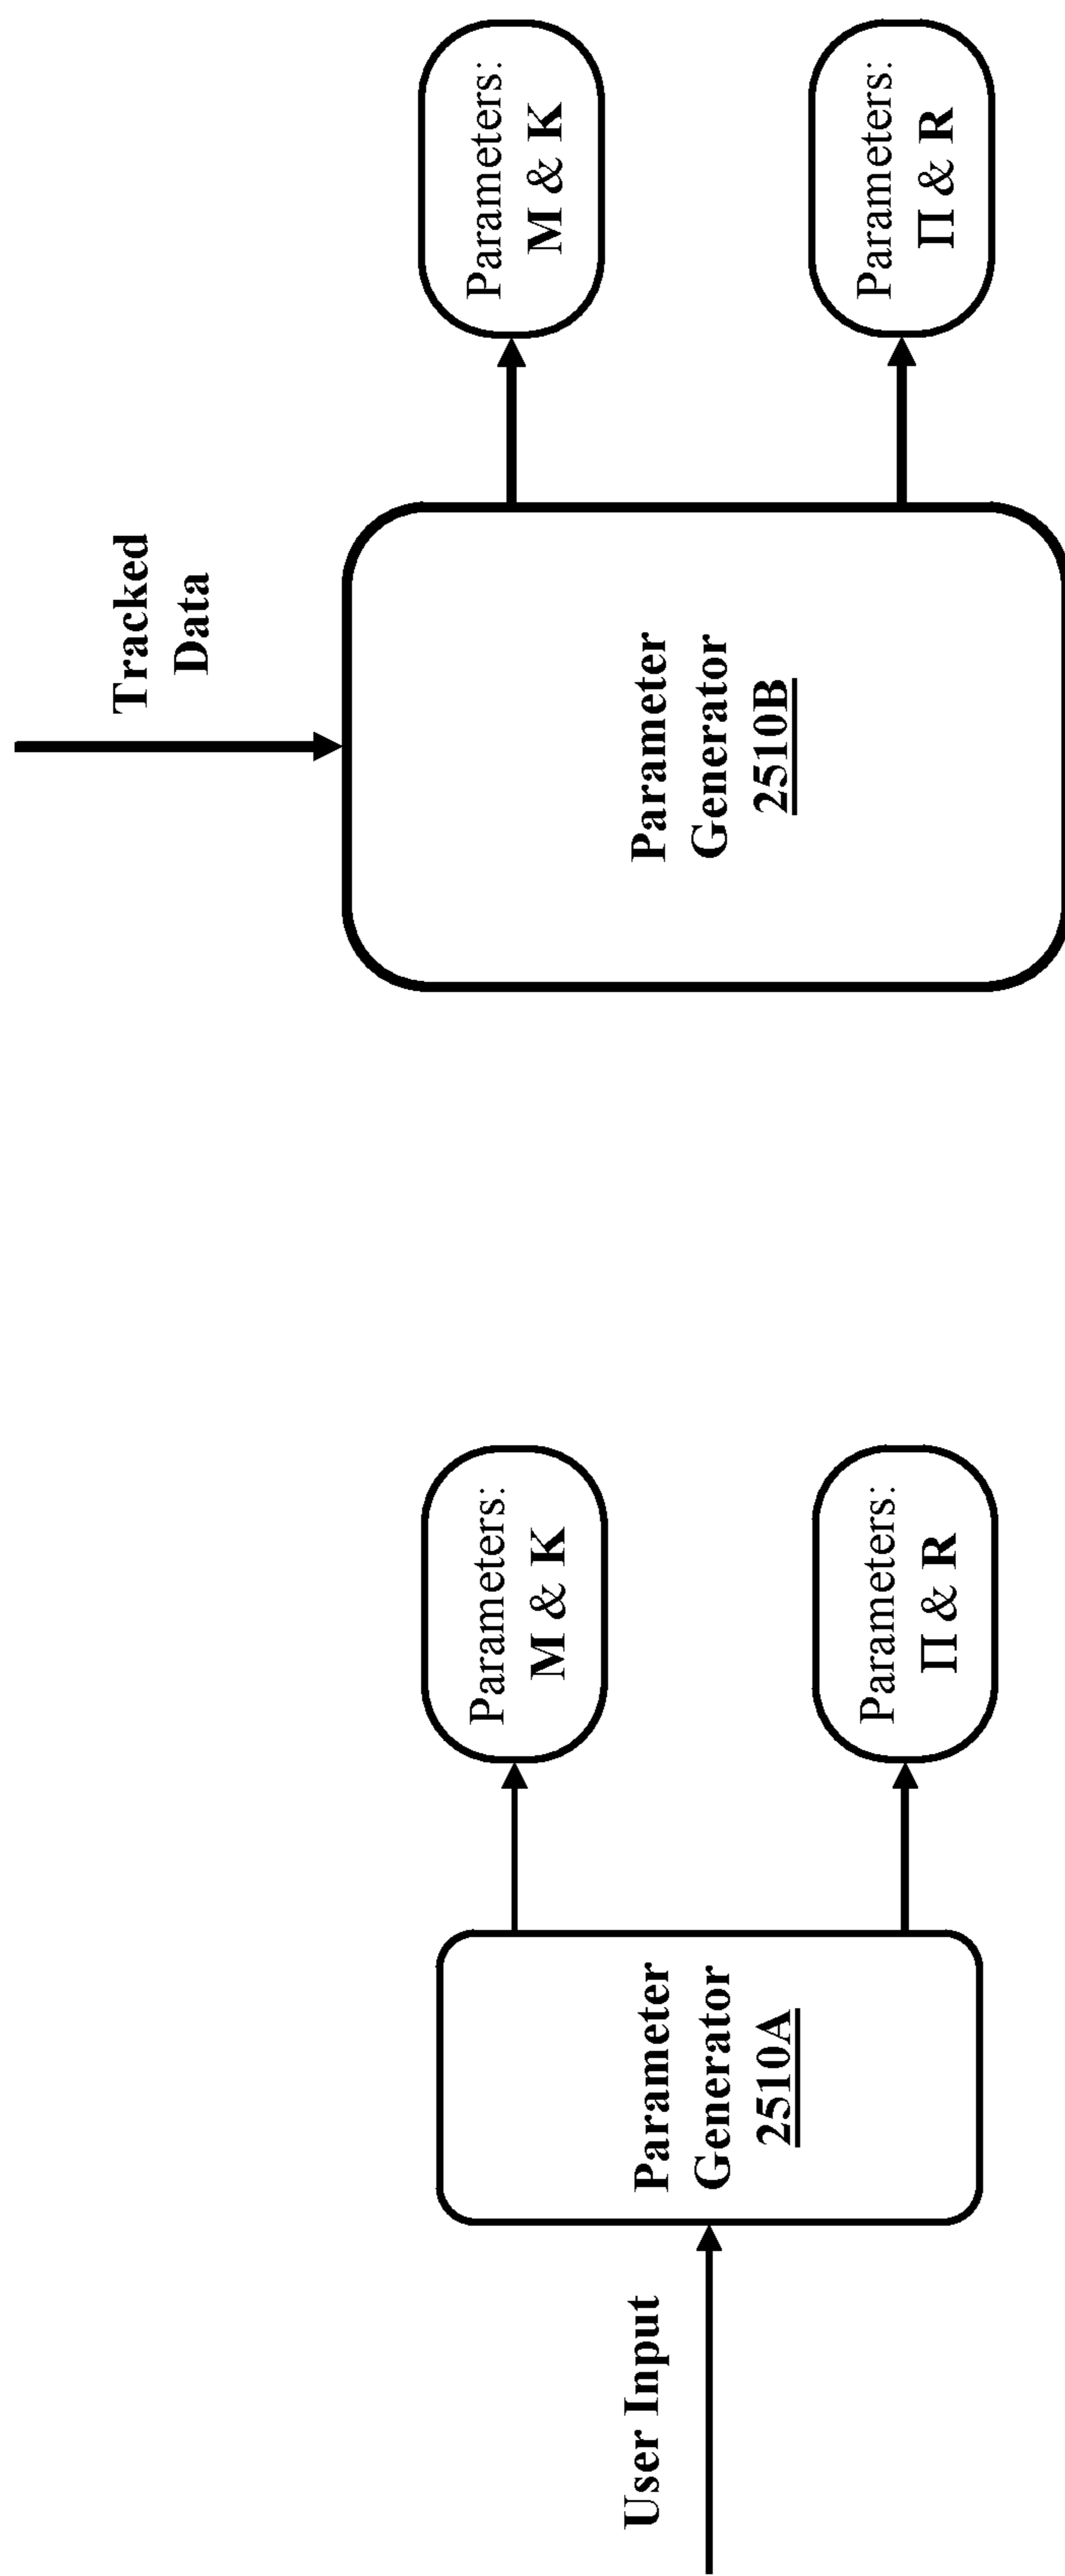 User Input
Parameter
Generator
2510A
Parameters:
M & K
Parameters:
Π & R
Tracked
Data
Parameter
Generator
2510B
Parameters:
M & K
Parameters:
Π & R